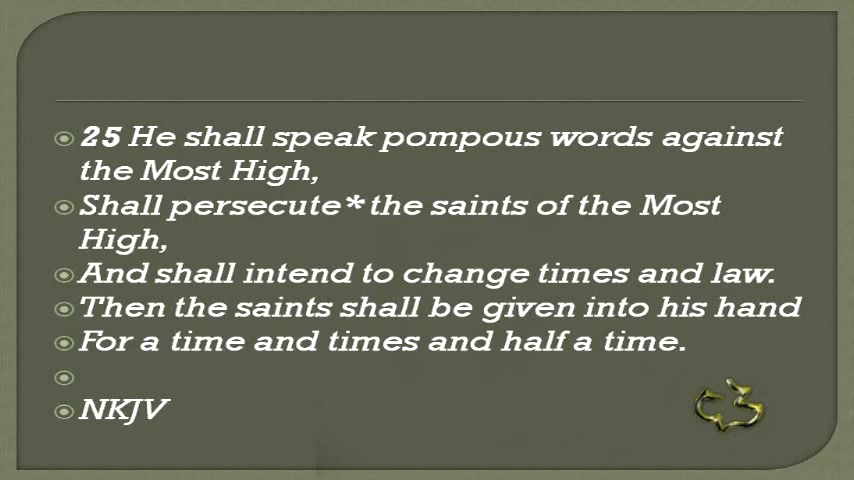 25 He shall speak pompous words against
the Most High,
Shall persecute* the saints of the Most
High,
And shall intend to change times and law.
Then the saints shall be given into his hand
For a time and times and half a time.
NKJV